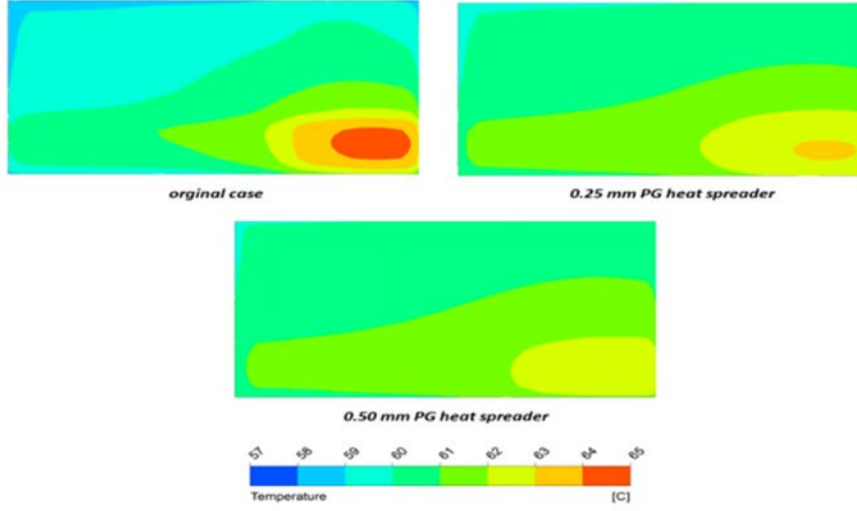 orginal case
0.25 mm PG heat spreader
0.50 mm PG heat spreader
57 58 59 60 61 62 63 64 65
Temperature [C]